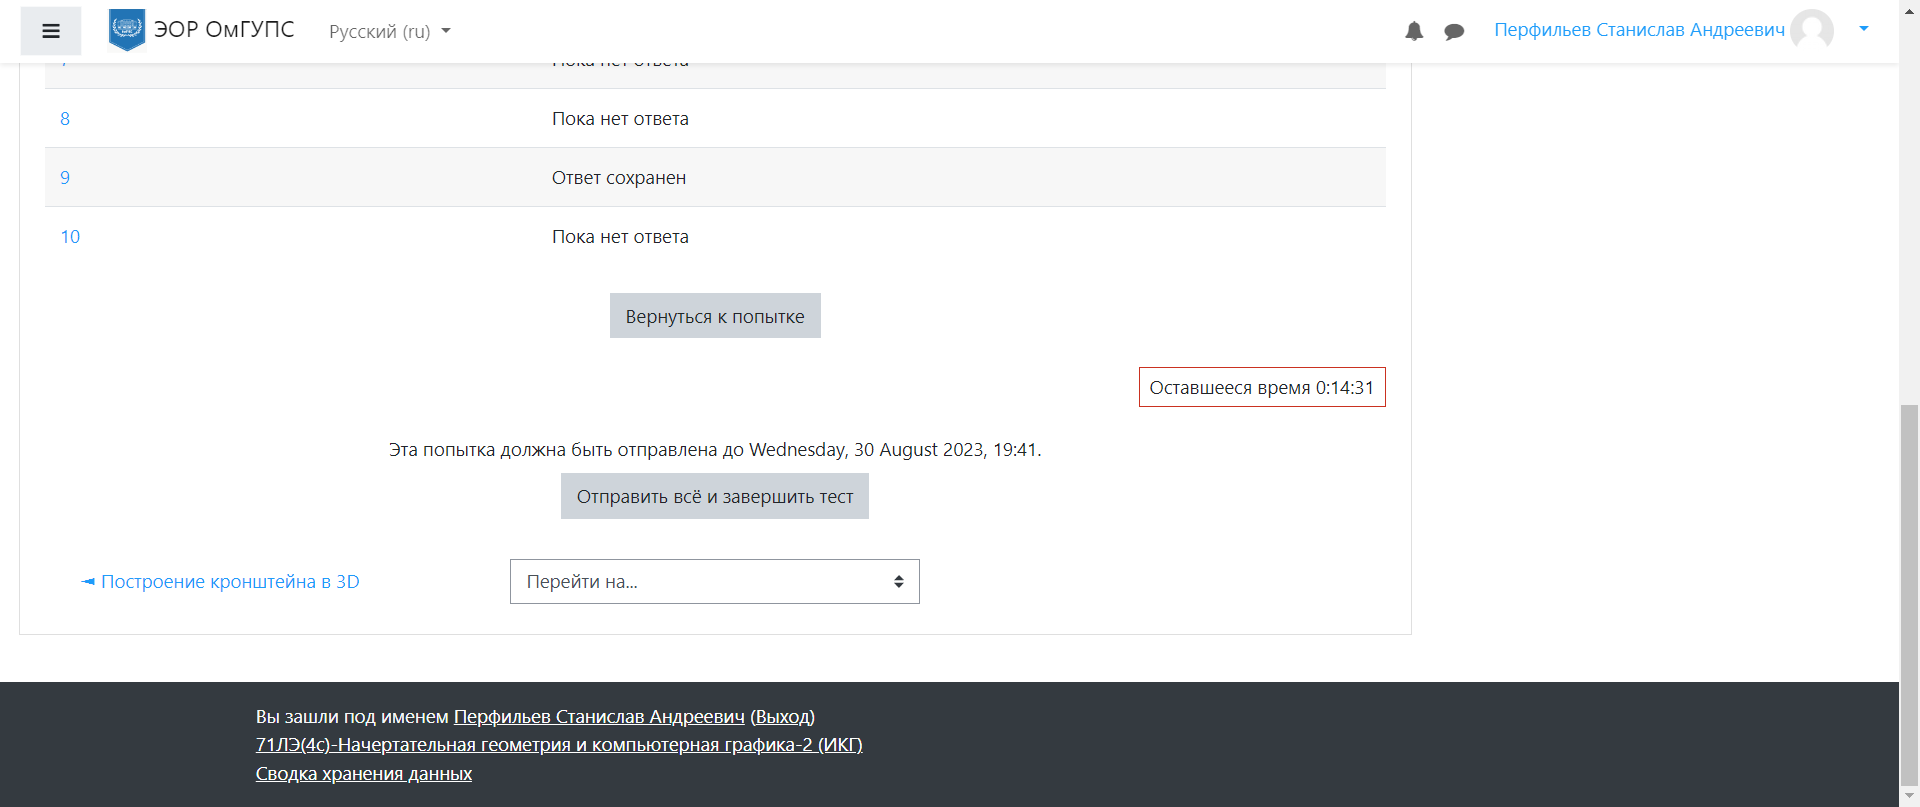 ЭОР ОмГУПС
Русский (ru)
Перфильев Станислав Андреевич
Пока нет ответа
8
Пока нет ответа
9
Ответ сохранен
10
Пока нет ответа
Вернуться к попытке
Оставшееся время 0:14:31
Эта попытка должна быть отправлена до Wednesday, 30 August 2023, 19:41.
Отправить всё и завершить тест
◄ Построение кронштейна в 3D
Перейти на...
Вы зашли под именем Перфильев Станислав Андреевич (Выход)
71ЛЭ(4с)-Начертательная геометрия и компьютерная графика-2 (ИКГ)
Сводка хранения данных